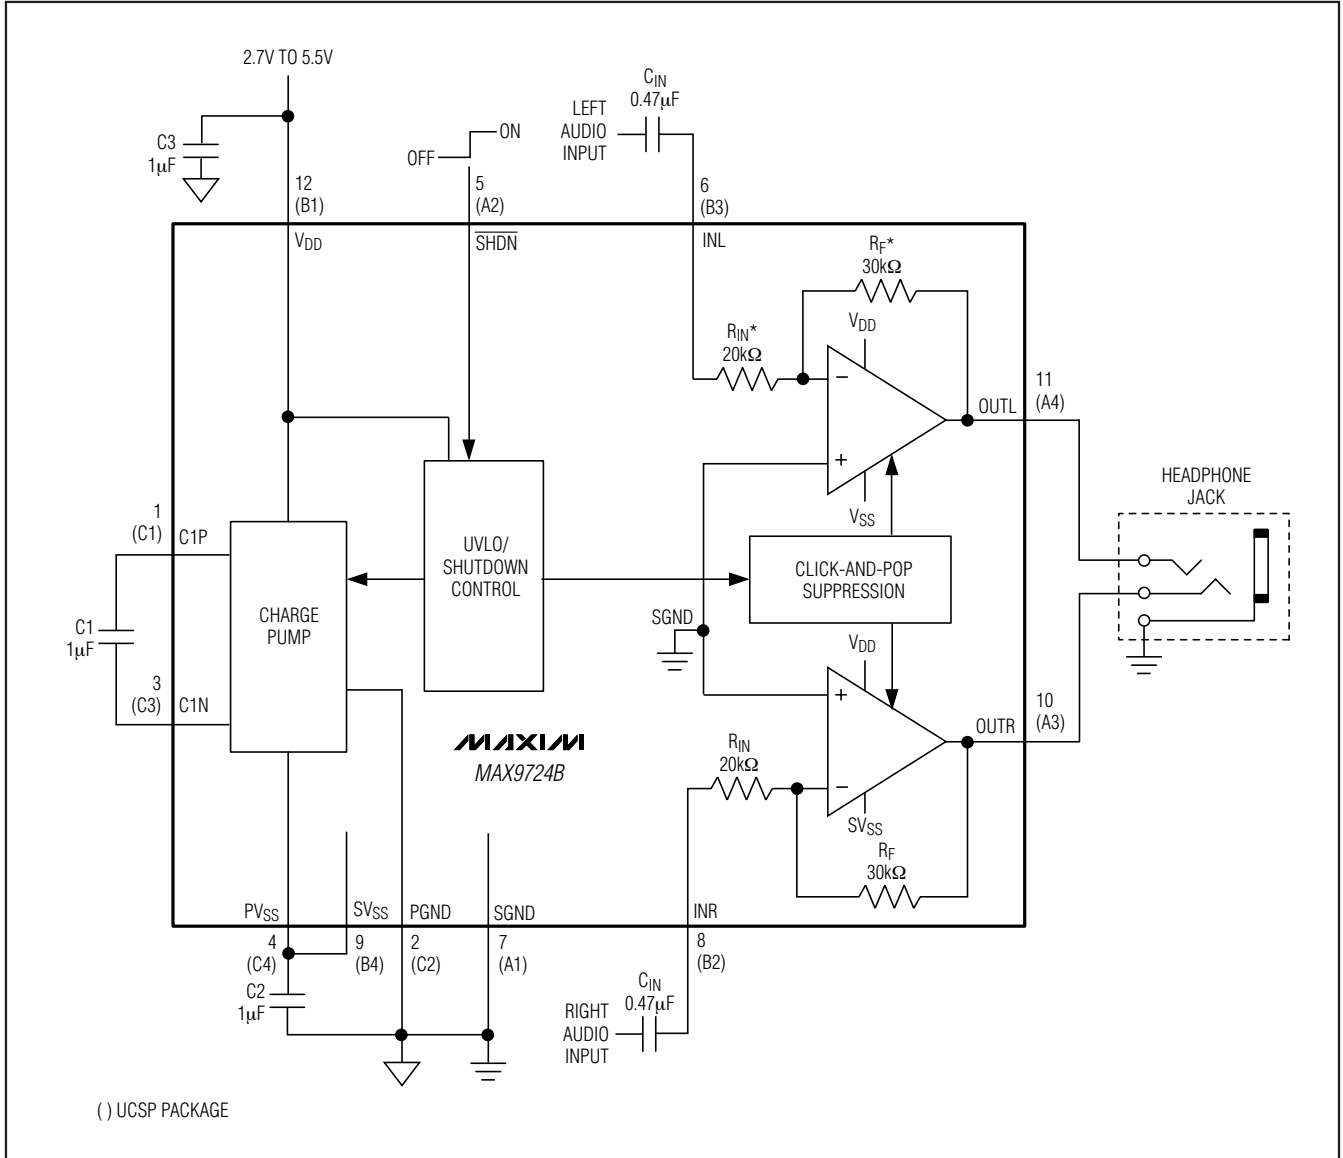 2.7V TO 5.5V
C3
1µF
12
(B1)
VDD
OFF
ON
5
(A2)
SHDN
LEFT
AUDIO
INPUT
CIN
0.47µF
6
(B3)
INL
RF*
30kΩ
RIN*
20kΩ
VDD
−
+
VSS
OUTL
11
(A4)
HEADPHONE
JACK
1
(C1)
C1P
C1
1µF
3
(C3)
C1N
CHARGE
PUMP
UVLO/
SHUTDOWN
CONTROL
CLICK-AND-POP
SUPPRESSION
SGND
VDD
+
−
SVSS
OUTR
10
(A3)
RIN
20kΩ
RF
30kΩ
MAXIM
MAX9724B
PVSS
SVSS
PGND
SGND
INR
4
(C4)
9
(B4)
2
(C2)
7
(A1)
8
(B2)
C2
1µF
RIGHT
AUDIO
INPUT
CIN
0.47µF
( ) UCSP PACKAGE